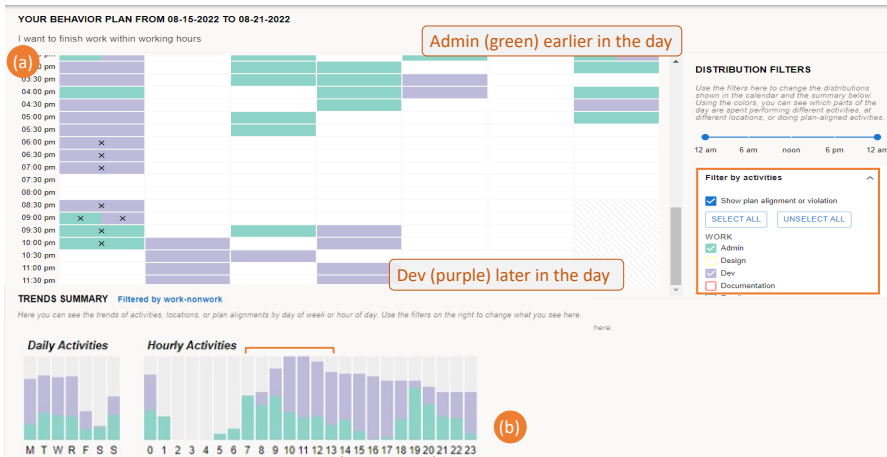 YOUR BEHAVIOR PLAN FROM 08-15-2022 TO 08-21-2022
I want to finish work within working hours
Admin (green) earlier in the day
(a)
03:30 pm
04:00 pm
04:30 pm
05:00 pm
05:30 pm
06:00 pm ×
06:30 pm ×
07:00 pm ×
07:30 pm
08:00 pm
08:30 pm ×
09:00 pm × ×
09:30 pm ×
10:00 pm ×
10:30 pm
11:00 pm
11:30 pm
Dev (purple) later in the day
DISTRIBUTION FILTERS
Use the filters here to change the distributions
shown in the calendar and the summary below.
Using the colors, you can see which parts of the
day are spent performing different activities, at
different locations, or doing plan-aligned activities.
12 am 6 am noon 6 pm 12 am
Filter by activities
Show plan alignment or violation
SELECT ALL UNSELECT ALL
WORK
Admin
Design
Dev
Documentation
TRENDS SUMMARY Filtered by work-nonwork
Here you can see the trends of activities, locations, or plan alignments by day of week or hour of day. Use the filters on the right to change what you see here.
here.
Daily Activities Hourly Activities
(b)
M T W R F S S 0 1 2 3 4 5 6 7 8 9 10 11 12 13 14 15 16 17 18 19 20 21 22 23